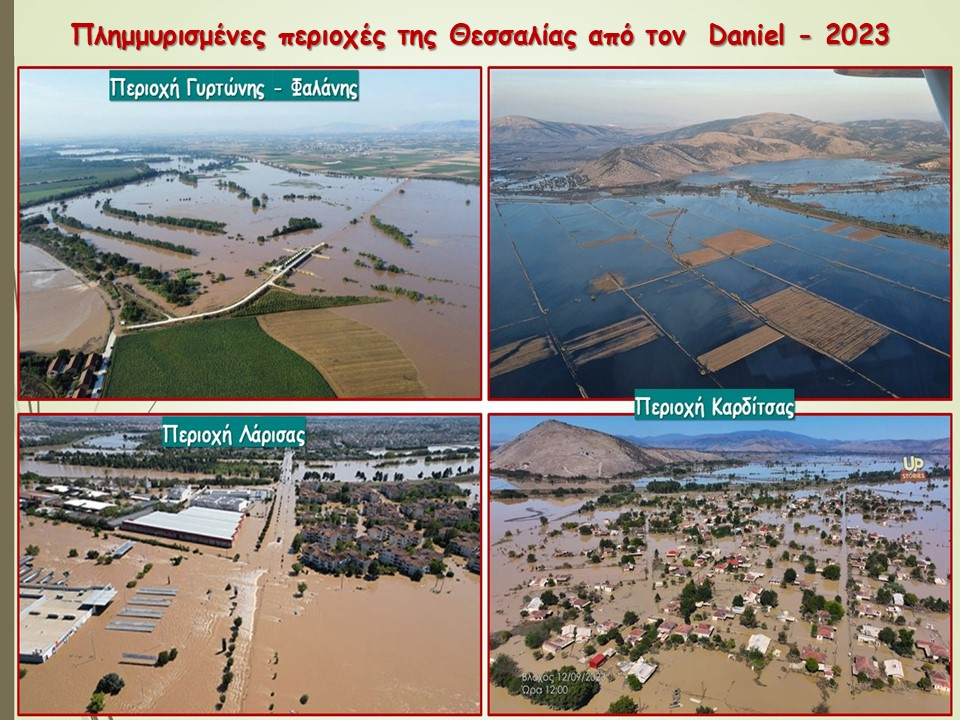 Πλημμυρισμένες περιοχές της Θεσσαλίας από τον Daniel - 2023
Περιοχή Γυρτώνης - Φαλάνης
Περιοχή Καρδίτσας
Περιοχή Λάρισας
UP
STORIES
Βλοχός 12/09/2023
Ώρα 12:00